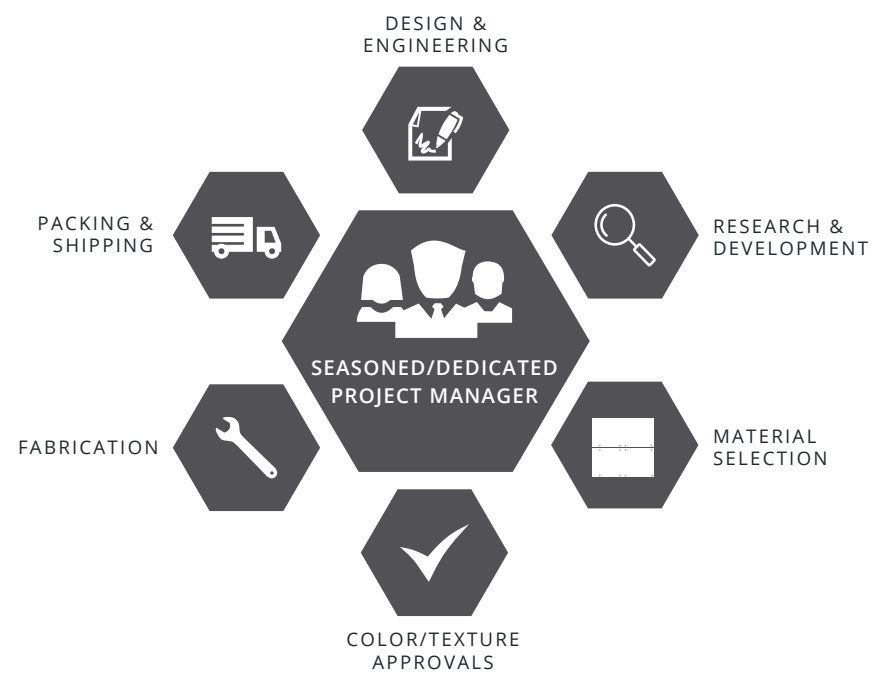 DESIGN &
ENGINEERING
PACKING &
SHIPPING
RESEARCH &
DEVELOPMENT
SEASONED/DEDICATED
PROJECT MANAGER
FABRICATION
MATERIAL
SELECTION
COLOR/TEXTURE
APPROVALS